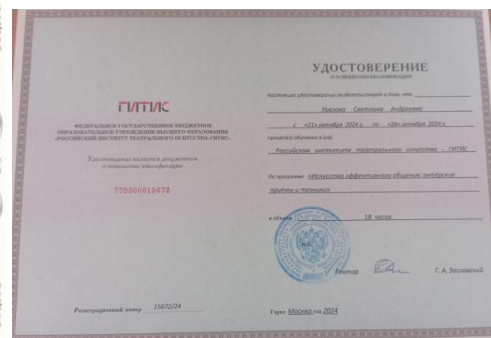 ГИТИС
ФЕДЕРАЛЬНОЕ ГОСУДАРСТВЕННОЕ БЮДЖЕТНОЕ
ОБРАЗОВАТЕЛЬНОЕ УЧРЕЖДЕНИЕ ВЫСШЕГО ОБРАЗОВАНИЯ
«РОССИЙСКИЙ ИНСТИТУТ ТЕАТРАЛЬНОГО ИСКУССТВА-ГИТИС»
Удостоверение является документом
о повышении квалификации
770300015672
Регистрационный номер 15672/24
УДОСТОВЕРЕНИЕ
О ПОВЫШЕНИИ КВАЛИФИКАЦИИ
Настоящее удостоверение свидетельствует о том, что
Уразова Светлана Андреевна
с «21» октября 2024 г. по «28» октября 2024 г.
прошел(а) обучение в (на)
Российском институте театрального искусства - ГИТИС
По программе «Искусство эффективного общения: актёрские
приёмы и техники»
в объёме 18 часов
Ректор Г. А. Заславский
Город Москва год 2024